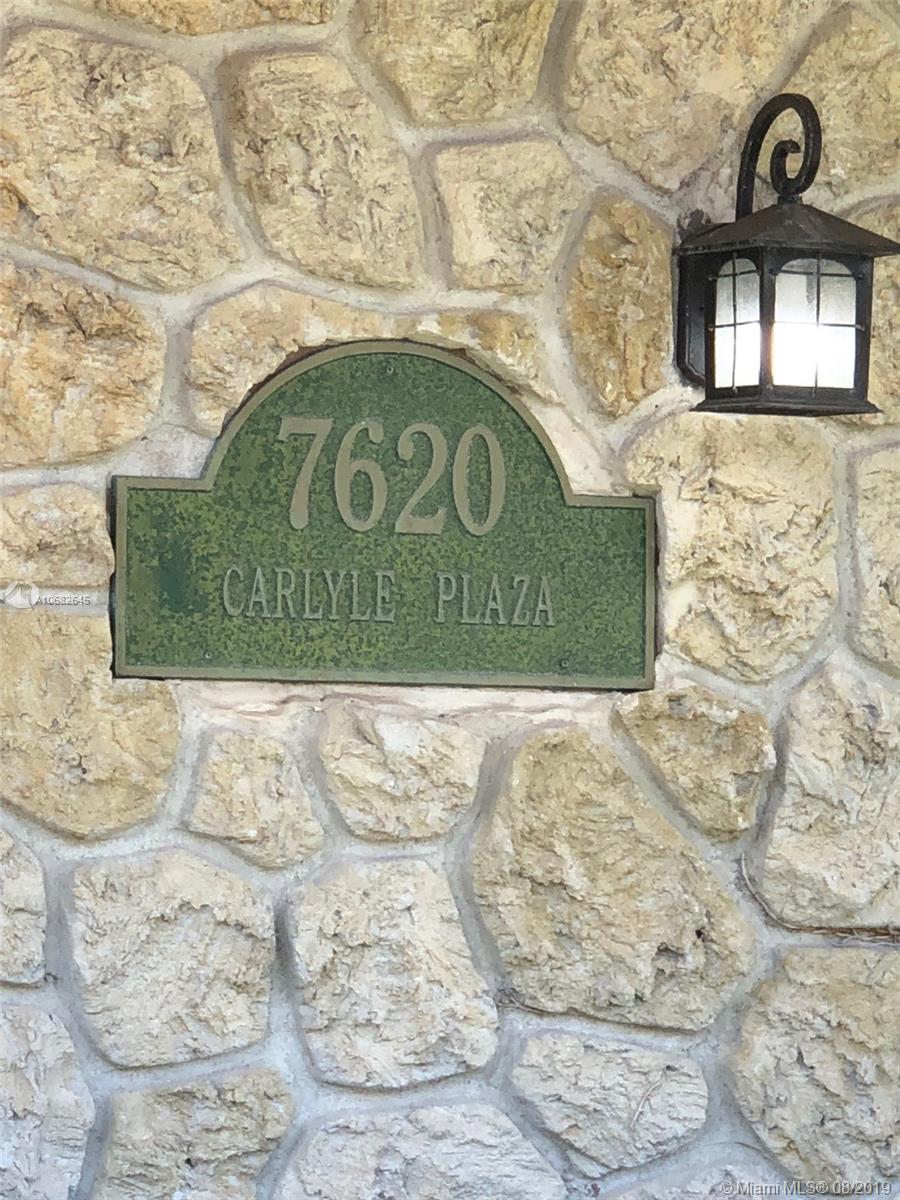 7620
CARLYLE PLAZA
A10682645
©Miami MLS® 08/2019